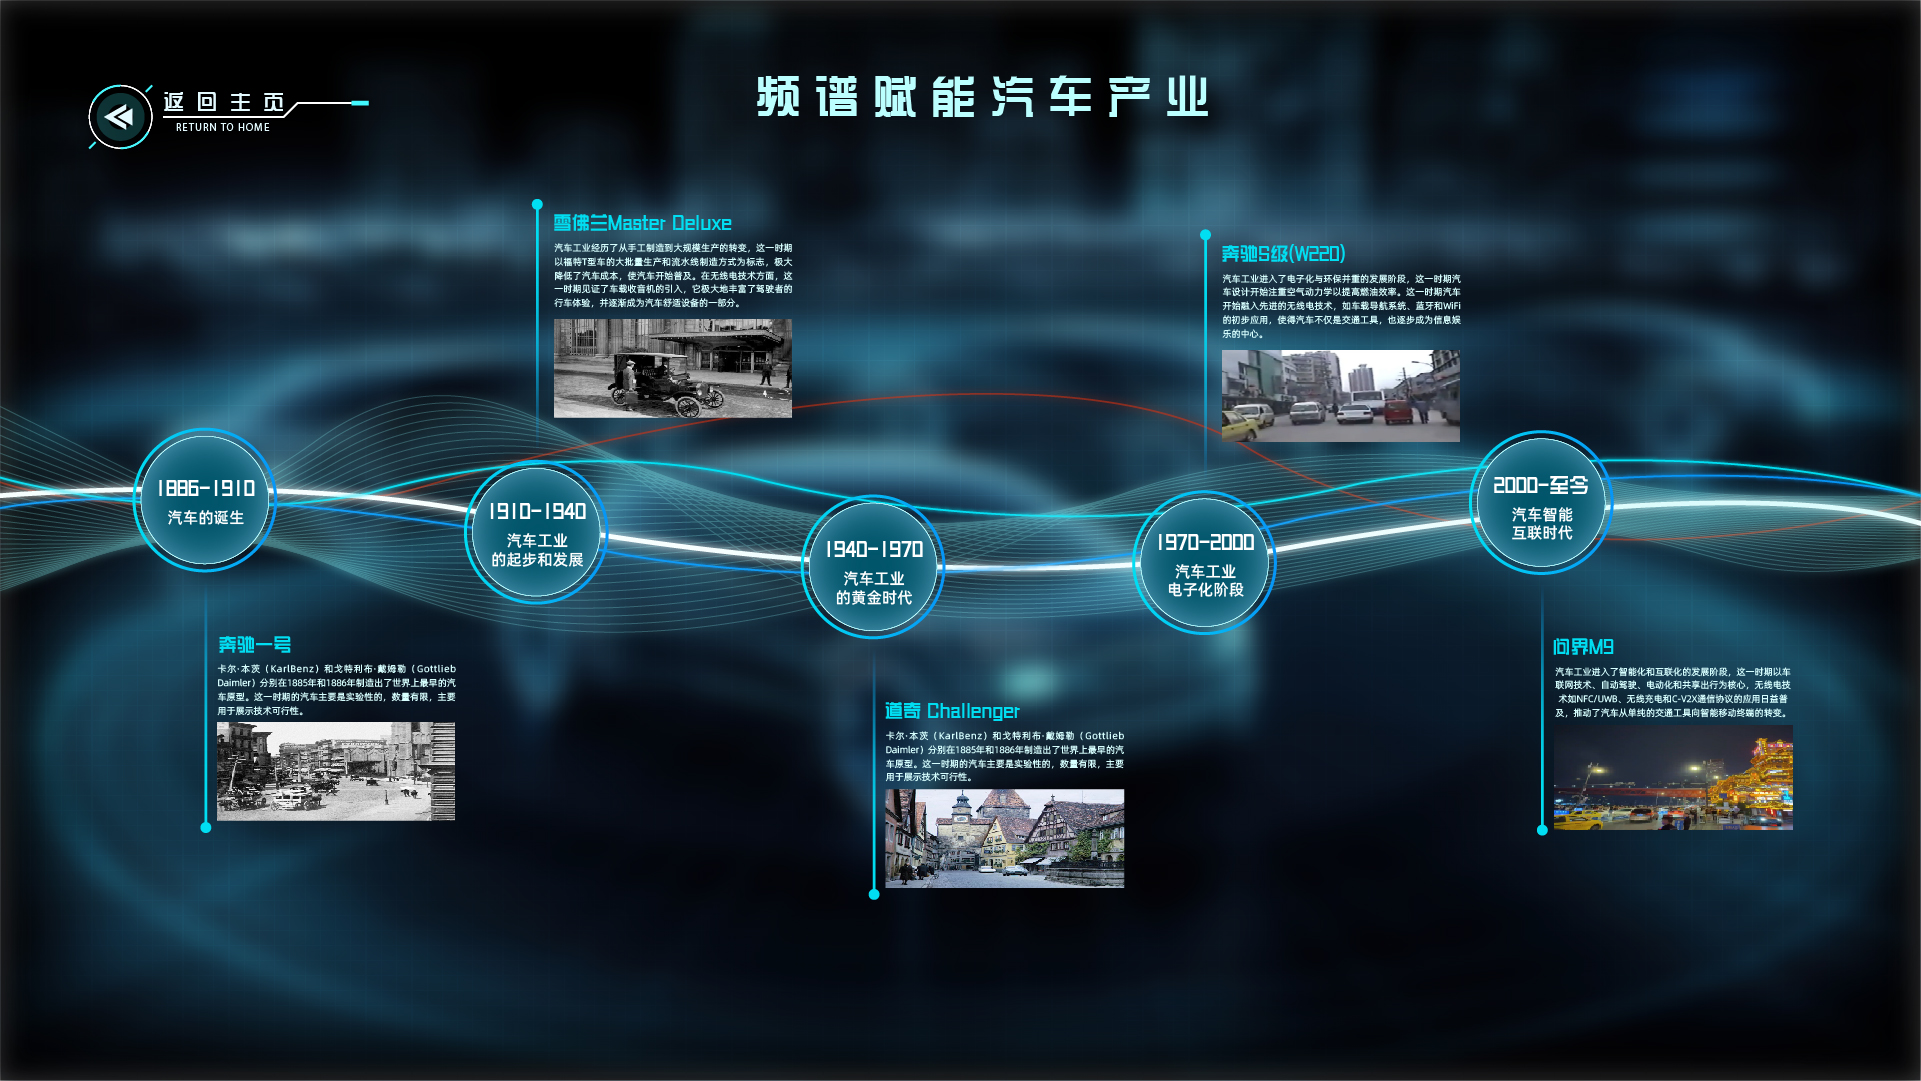 返回主页
RETURN TO HOME
频谱赋能汽车产业
1886-1910
汽车的诞生
奔驰一号
卡尔·本茨（KarlBenz）和戈特利布·戴姆勒（Gottlieb
Daimler）分别在1885年和1886年制造出了世界上最早的汽
车原型。这一时期的汽车主要是实验性的，数量有限，主要
用于展示技术可行性。
雪佛兰Master Deluxe
汽车工业经历了从手工制造到大规模生产的转变，这一时期
以福特T型车的大批量生产和流水线制造方式为标志，极大
降低了汽车成本，使汽车开始普及。在无线电技术方面，这
一时期见证了车载收音机的引入，它极大地丰富了驾驶者的
行车体验，并逐渐成为汽车舒适设备的一部分。
1910-1940
汽车工业
的起步和发展
1940-1970
汽车工业
的黄金时代
道奇 Challenger
卡尔·本茨（KarlBenz）和戈特利布·戴姆勒（Gottlieb
Daimler）分别在1885年和1886年制造出了世界上最早的汽
车原型。这一时期的汽车主要是实验性的，数量有限，主要
用于展示技术可行性。
奔驰S级(W220)
汽车工业进入了电子化与环保并重的发展阶段，这一时期汽
车设计开始注重空气动力学以提高燃油效率。这一时期汽车
开始融入先进的无线电技术，如车载导航系统、蓝牙和WiFi
的初步应用，使得汽车不仅是交通工具，也逐步成为信息娱
乐的中心。
1970-2000
汽车工业
电子化阶段
2000-至今
汽车智能
互联时代
问界M9
汽车工业进入了智能化和互联化的发展阶段，这一时期以车
联网技术、自动驾驶、电动化和共享出行为核心，无线电技
术如NFC/UWB、无线充电和C-V2X通信协议的应用日益普
及，推动了汽车从单纯的交通工具向智能移动终端的转变。